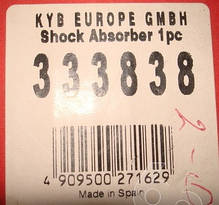 KYB EUROPE GMBH
Shock Absorber 1pc
333838
4 909500 271629
Made in Spain